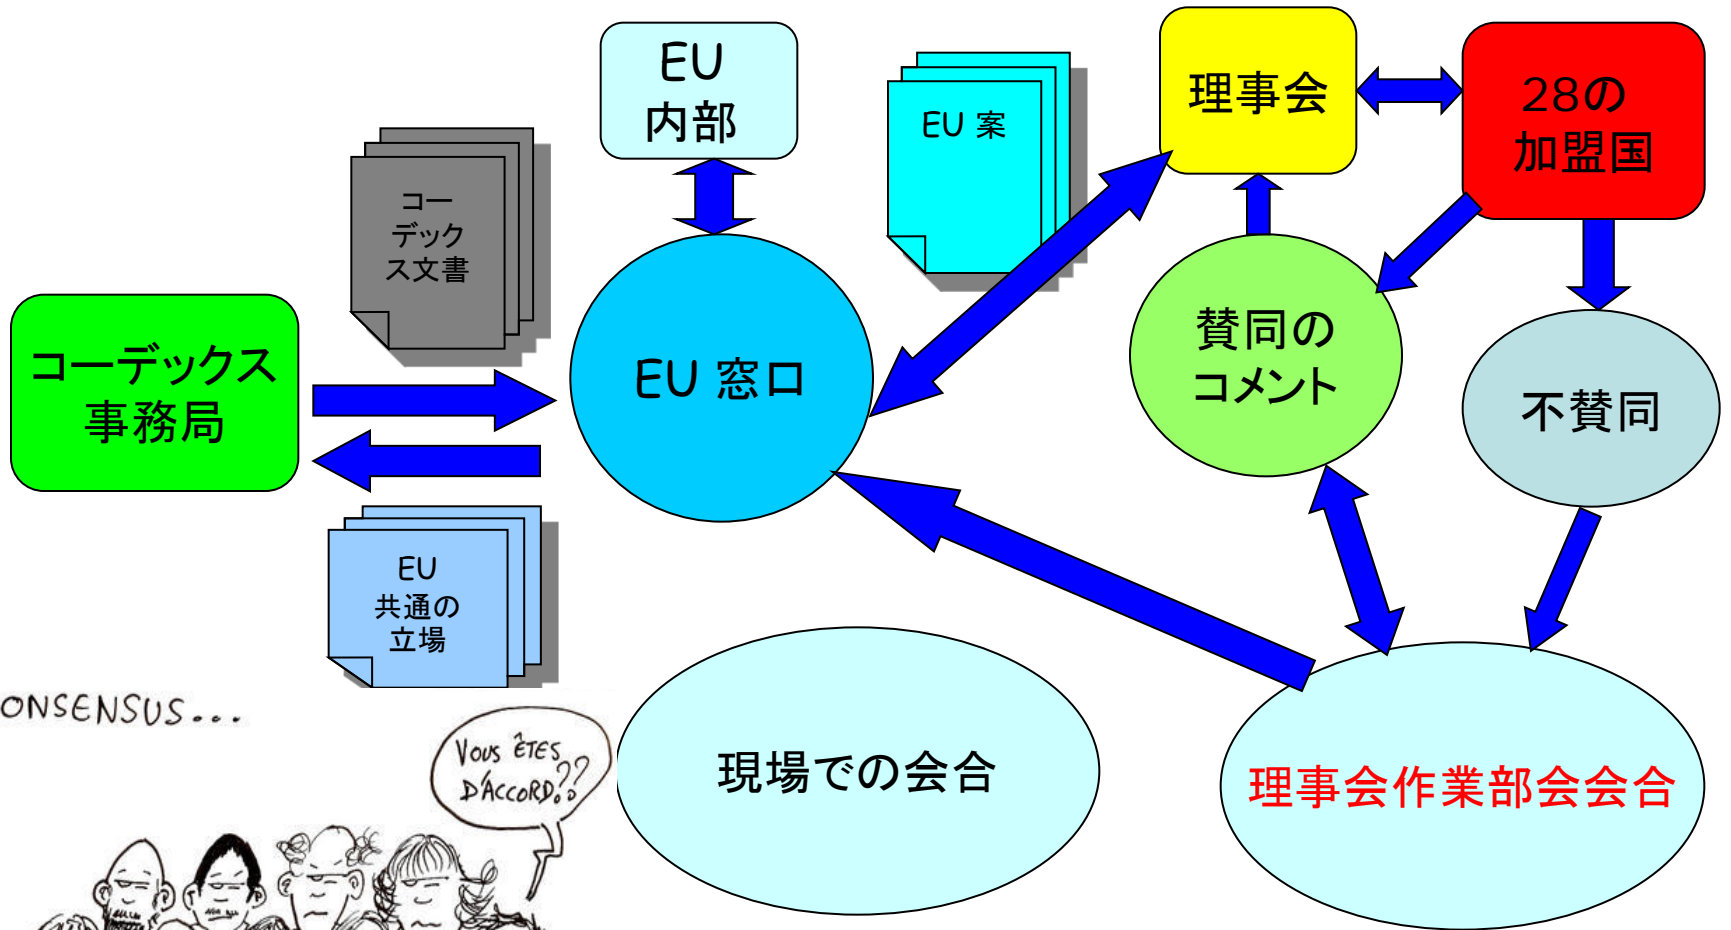 EU
内部
EU 案
理事会
28の
加盟国
コー
デック
ス文書
コーデックス
事務局
EU 窓口
賛同の
コメント
不賛同
EU
共通の
立場
ONSENSUS...
VOUS ÊTES
D'ACCORD??
現場での会合
理事会作業部会会合